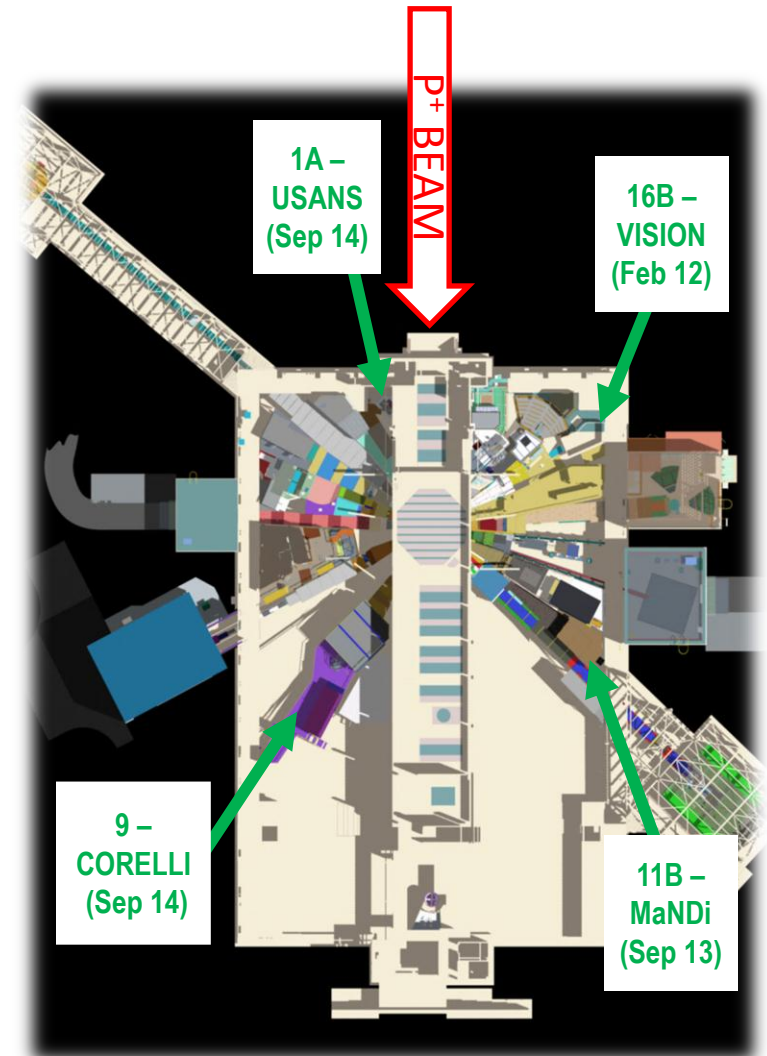 P+ BEAM
1A –
USANS
(Sep 14)
16B –
VISION
(Feb 12)
9 –
CORELLI
(Sep 14)
11B –
MaNDi
(Sep 13)